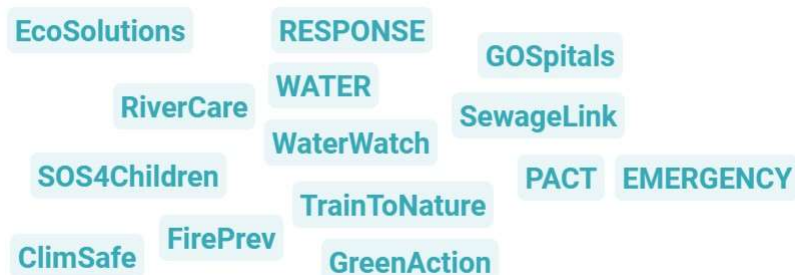 EcoSolutions
RESPONSE
GOSpitals
WATER
RiverCare
SewageLink
WaterWatch
SOS4Children
PACT
EMERGENCY
TrainToNature
FirePrev
ClimSafe
GreenAction